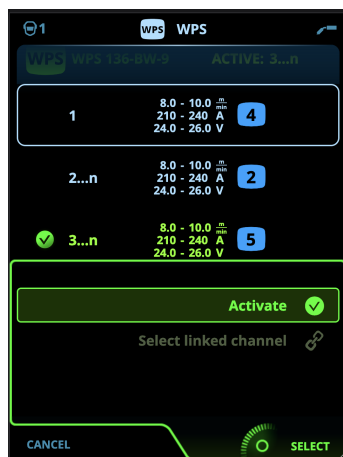 1 WPS WPS
WPS WPS 136-BW-9 ACTIVE: 3...n
1 8.0 - 10.0 m/min 4
210 - 240 A
24.0 - 26.0 V
2...n 8.0 - 10.0 m/min 2
210 - 240 A
24.0 - 26.0 V
3...n 8.0 - 10.0 m/min 5
210 - 240 A
24.0 - 26.0 V
Activate
Select linked channel
CANCEL SELECT